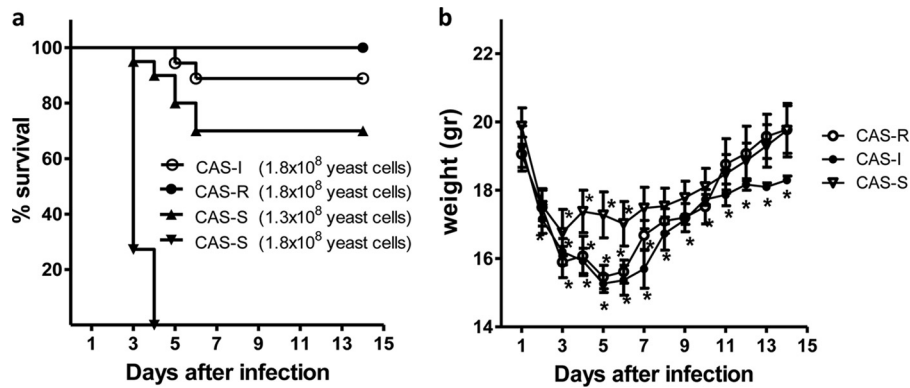 a
% survival
100
80
60
40
20
CAS-I (1.8x10⁸ yeast cells)
CAS-R (1.8x10⁸ yeast cells)
CAS-S (1.3x10⁸ yeast cells)
CAS-S (1.8x10⁸ yeast cells)
1 3 5 7 9 11 13 15
Days after infection
b
weight (gr)
22
20
18
16
14
* * * * * * * * * * * * * * * * * * * * *
CAS-R
CAS-I
CAS-S
1 3 5 7 9 11 13 15
Days after infection